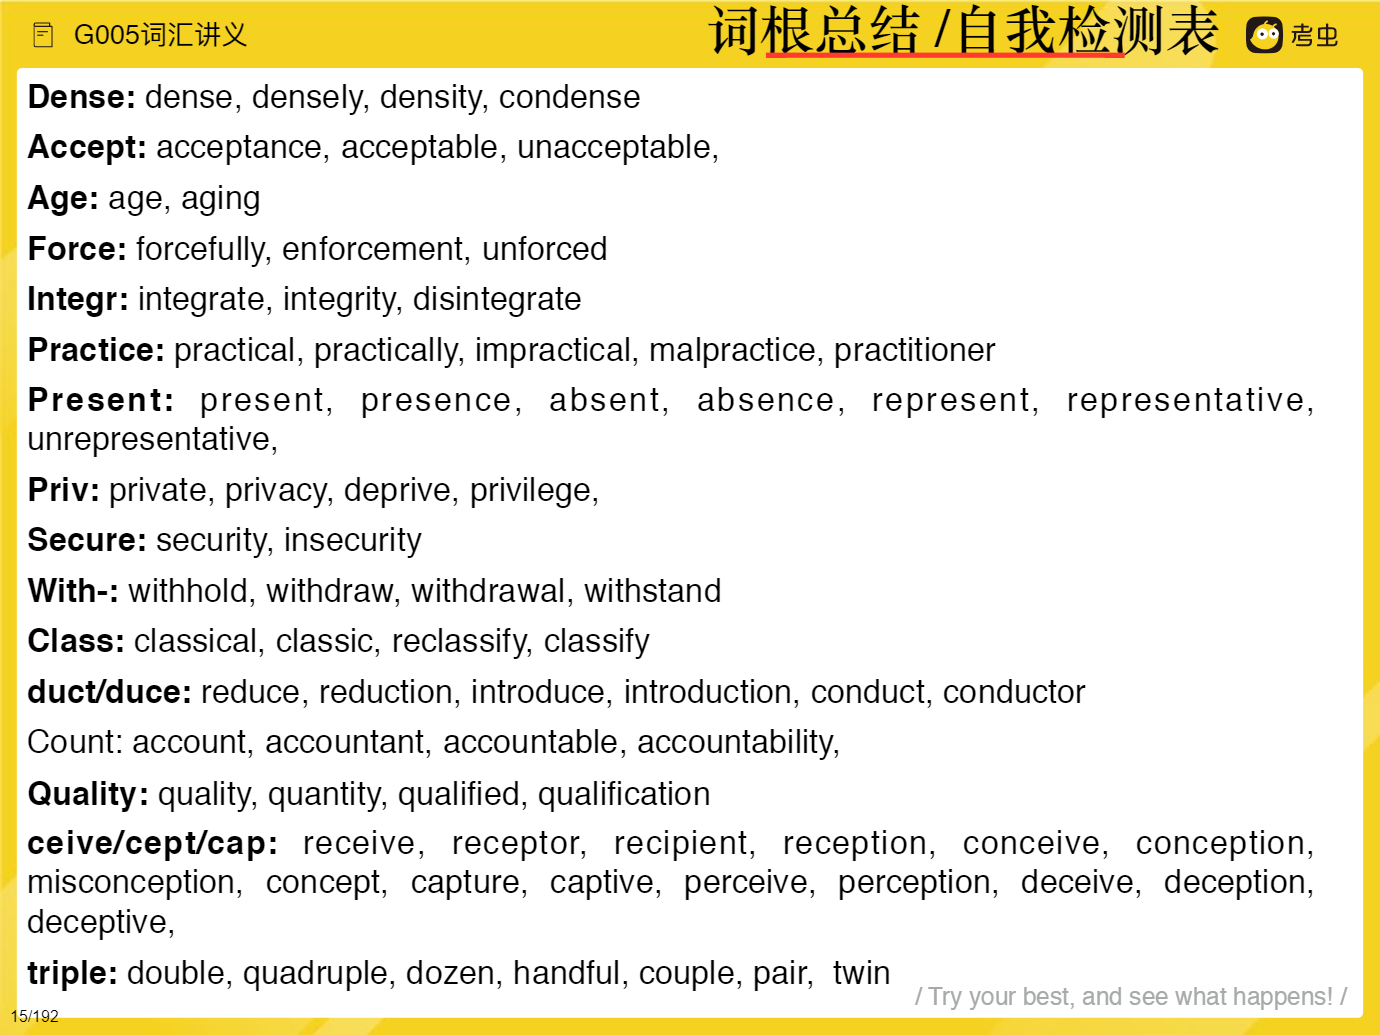 G005词汇讲义
词根总结 /自我检测表
考虫
Dense: dense, densely, density, condense
Accept: acceptance, acceptable, unacceptable,
Age: age, aging
Force: forcefully, enforcement, unforced
Integr: integrate, integrity, disintegrate
Practice: practical, practically, impractical, malpractice, practitioner
Present: present, presence, absent, absence, represent, representative,
unrepresentative,
Priv: private, privacy, deprive, privilege,
Secure: security, insecurity
With-: withhold, withdraw, withdrawal, withstand
Class: classical, classic, reclassify, classify
duct/duce: reduce, reduction, introduce, introduction, conduct, conductor
Count: account, accountant, accountable, accountability,
Quality: quality, quantity, qualified, qualification
ceive/cept/cap: receive, receptor, recipient, reception, conceive, conception,
misconception, concept, capture, captive, perceive, perception, deceive, deception,
deceptive,
triple: double, quadruple, dozen, handful, couple, pair, twin
/ Try your best, and see what happens! /
15/192